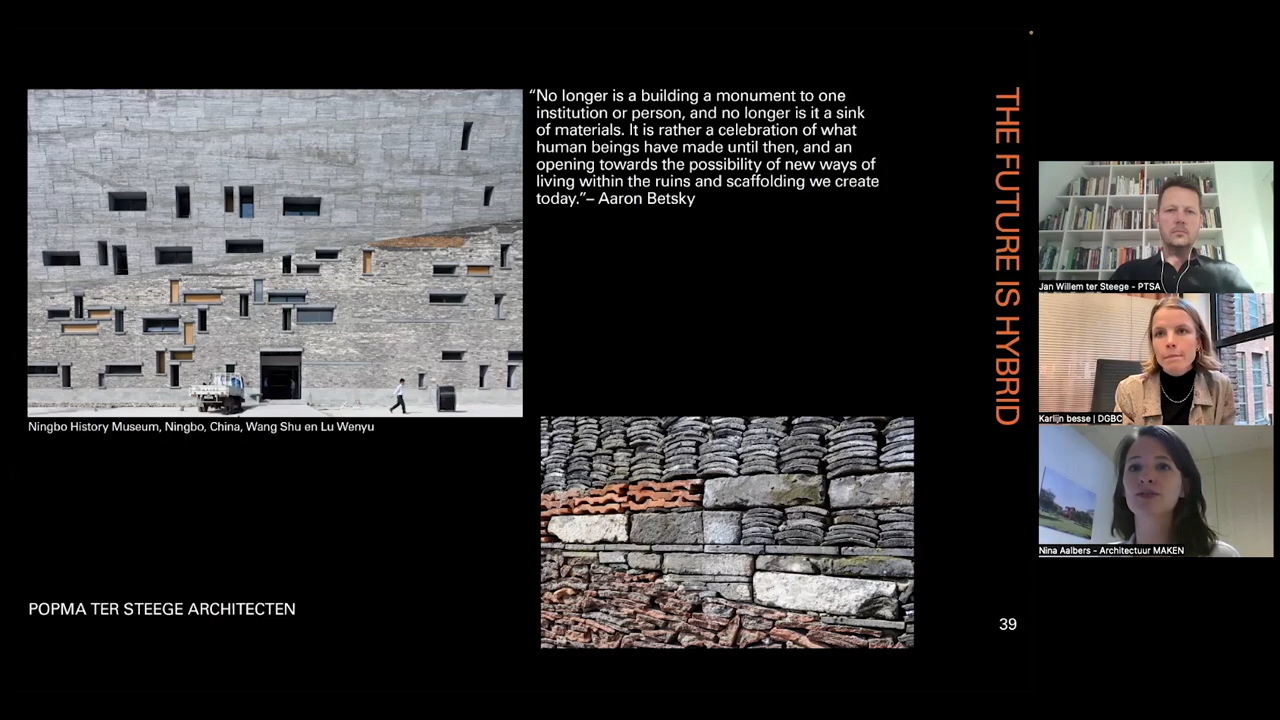 “No longer is a building a monument to one
institution or person, and no longer is it a sink
of materials. It is rather a celebration of what
human beings have made until then, and an
opening towards the possibility of new ways of
living within the ruins and scaffolding we create
today.”– Aaron Betsky
THE FUTURE IS HYBRID
Ningbo History Museum, Ningbo, China, Wang Shu en Lu Wenyu
POPMA TER STEEGE ARCHITECTEN
39
Jan Willem ter Steege - PTSA
Karlijn besse | DGBC
Nina Aalbers - Architectuur MAKEN